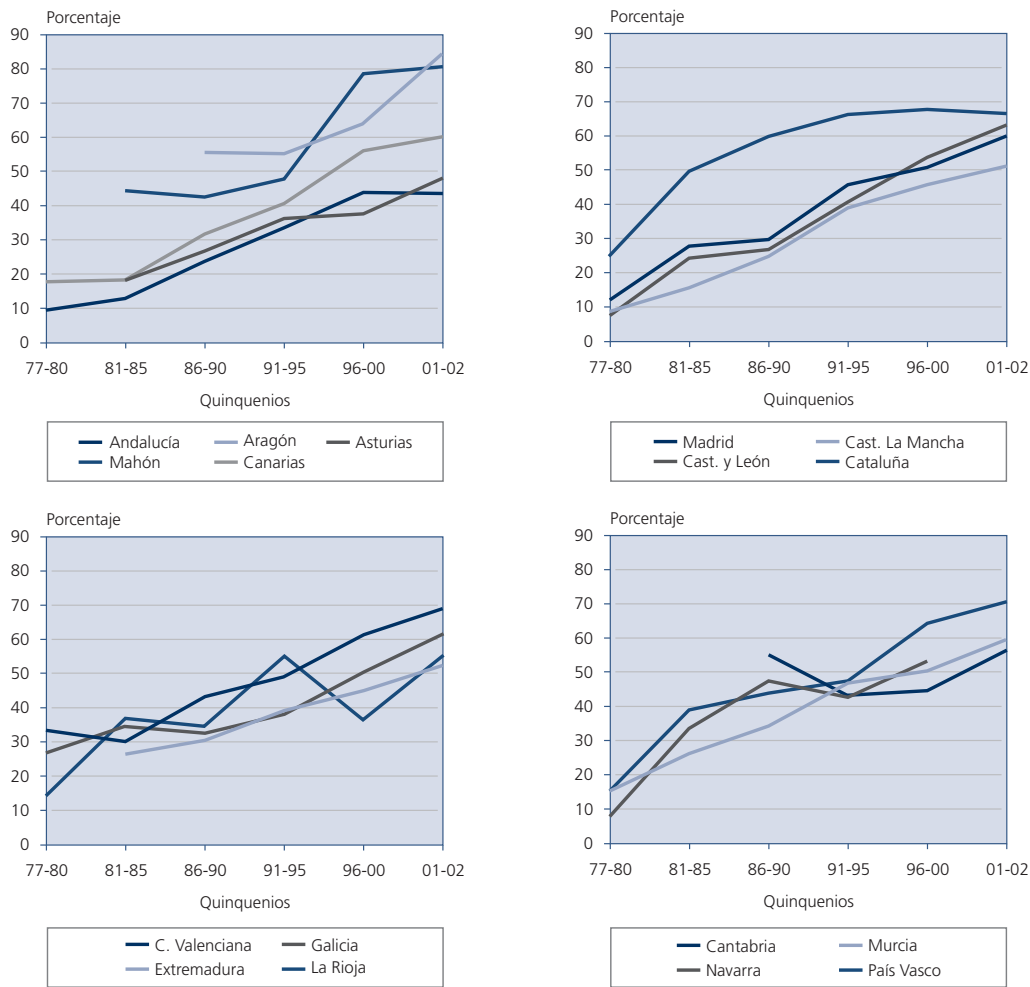 Porcentaje
90
80
70
60
50
40
30
20
10
0
77-80 81-85 86-90 91-95 96-00 01-02
Quinquenios
Andalucía Aragón Asturias
Mahón Canarias
Porcentaje
90
80
70
60
50
40
30
20
10
0
77-80 81-85 86-90 91-95 96-00 01-02
Quinquenios
Madrid Cast. La Mancha
Cast. y León Cataluña
Porcentaje
90
80
70
60
50
40
30
20
10
0
77-80 81-85 86-90 91-95 96-00 01-02
Quinquenios
C. Valenciana Galicia
Extremadura La Rioja
Porcentaje
90
80
70
60
50
40
30
20
10
0
77-80 81-85 86-90 91-95 96-00 01-02
Quinquenios
Cantabria Murcia
Navarra País Vasco